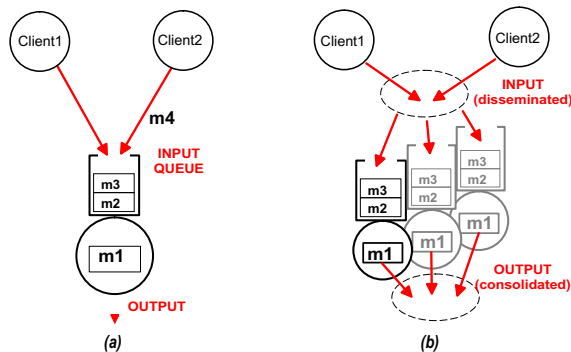 Client1
Client2
m4
INPUT
QUEUE
m3
m2
m1
OUTPUT
(a)
Client1
Client2
INPUT
(disseminated)
m3
m2
m3
m2
m3
m2
m1
m1
m1
OUTPUT
(consolidated)
(b)